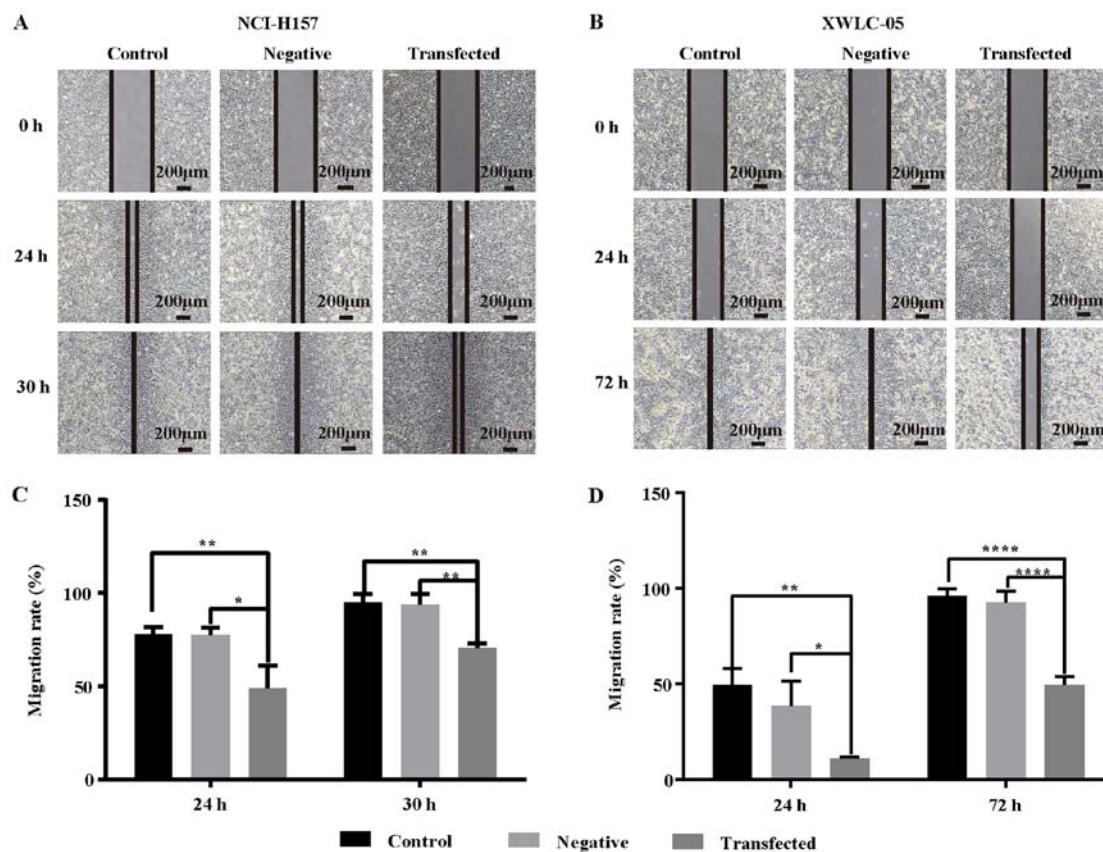 A
NCI-H157
Control Negative Transfected
0 h
200μm 200μm 200μm
24 h
200μm 200μm 200μm
30 h
200μm 200μm 200μm
B
XWLC-05
Control Negative Transfected
0 h
200μm 200μm 200μm
24 h
200μm 200μm 200μm
72 h
200μm 200μm 200μm
C
Migration rate (%)
150
100
50
0
** **
* **
24 h 30 h
D
Migration rate (%)
150
100
50
0
** ****
* ****
24 h 72 h
Control Negative Transfected